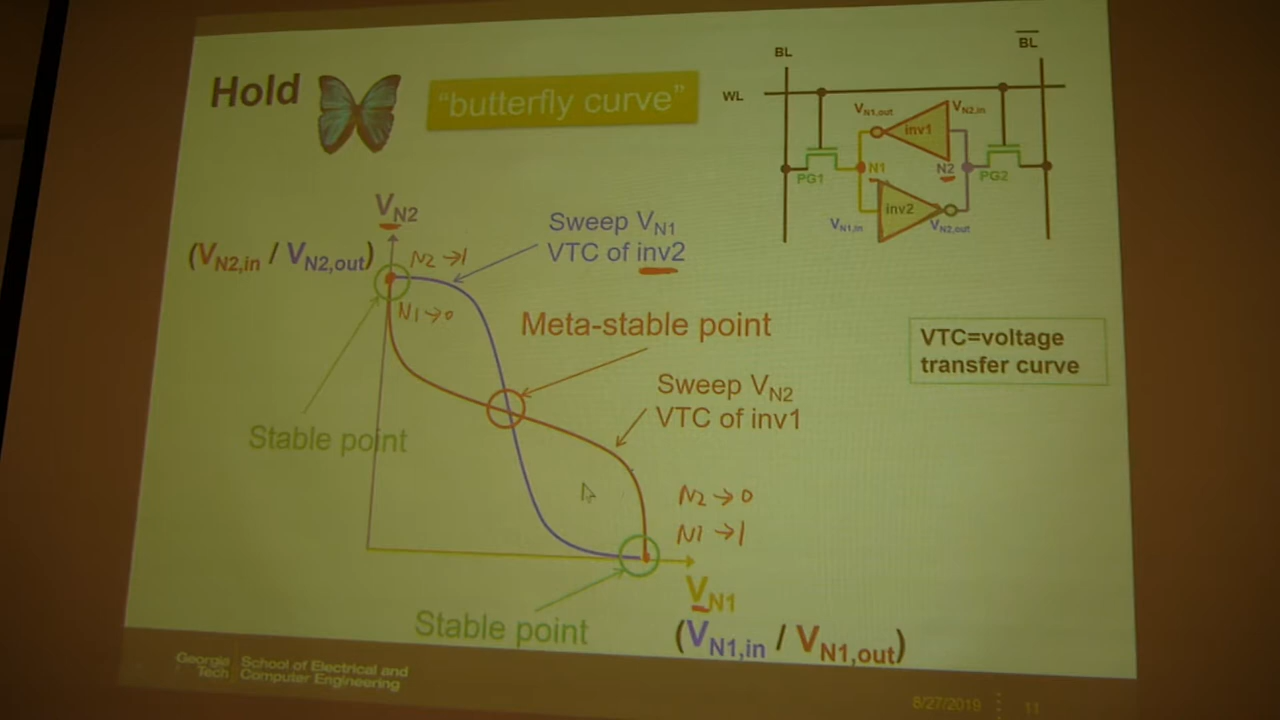 Hold
"butterfly curve"
BL
BL
WL
VN1,out
VN2,in
inv1
N1
N2
PG1
PG2
inv2
VN1,in
VN2,out
VN2
(VN2,in / VN2,out)
N2→1
N1→0
Sweep VN1
VTC of inv2
Meta-stable point
VTC=voltage
transfer curve
Sweep VN2
VTC of inv1
Stable point
N2→0
N1→1
Stable point
VN1
(VN1,in / VN1,out)
Georgia
Tech
School of Electrical and
Computer Engineering
8/27/2019
11